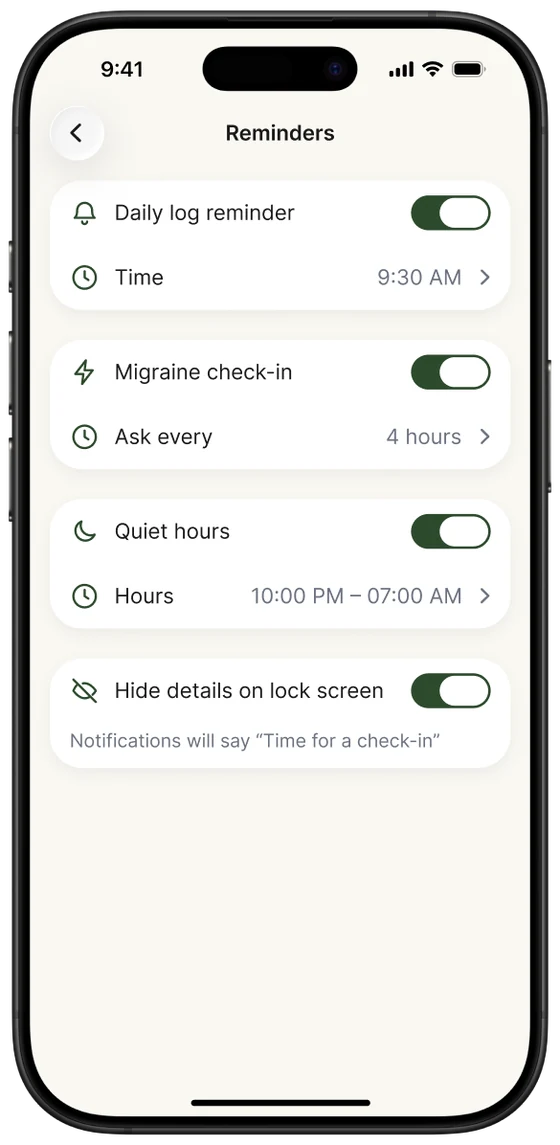 9:41
Reminders
Daily log reminder
Time 9:30 AM
Migraine check-in
Ask every 4 hours
Quiet hours
Hours 10:00 PM – 07:00 AM
Hide details on lock screen
Notifications will say “Time for a check-in”